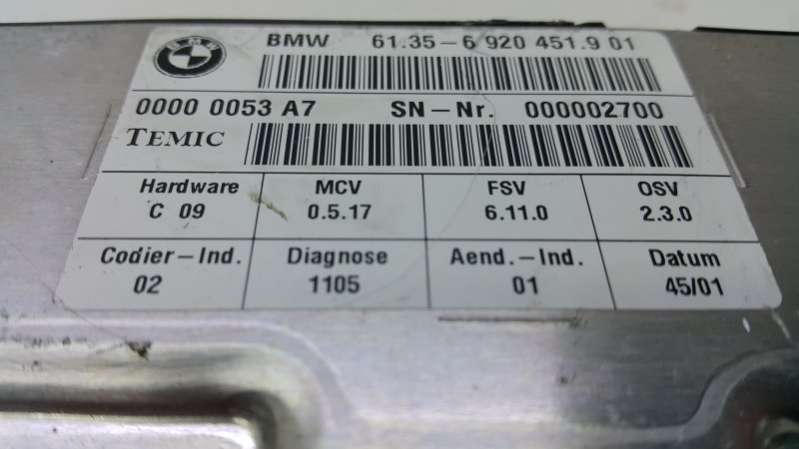 BMW
BMW 61.35-6 920 451.9 01
0000 0053 A7 SN-Nr. 000002700
TEMIC
Hardware MCV FSV OSV
C 09 0.5.17 6.11.0 2.3.0
Codier-Ind. Diagnose Aend.-Ind. Datum
02 1105 01 45/01